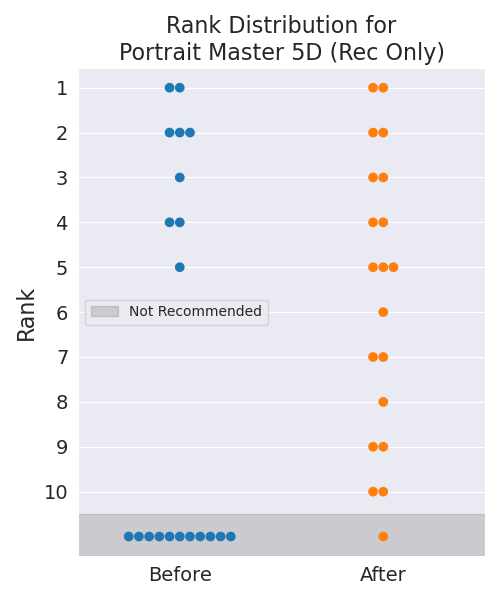 Rank Distribution for
Portrait Master 5D (Rec Only)
Rank
1
2
3
4
5
6
7
8
9
10
Not Recommended
Before
After